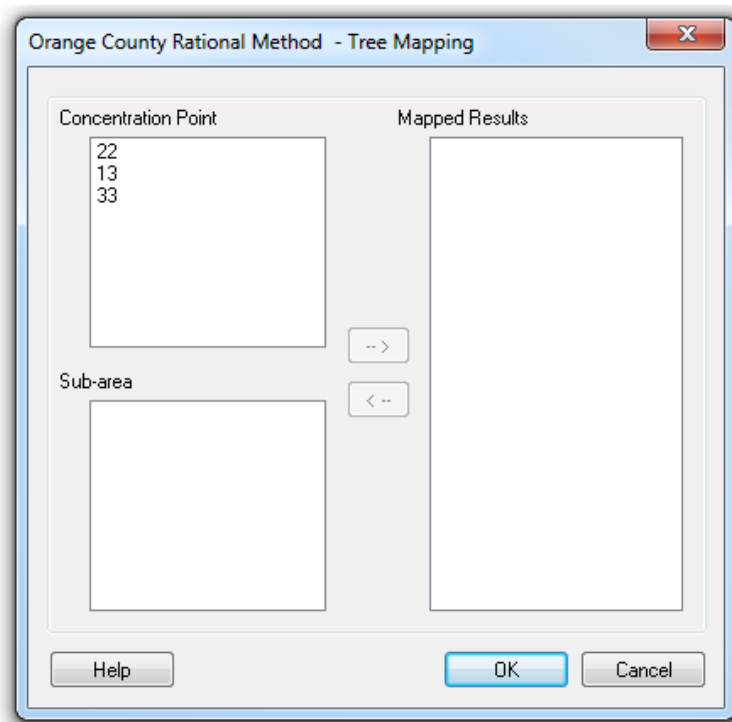 Orange County Rational Method - Tree Mapping
Concentration Point
Mapped Results
22
13
33
-- >
Sub-area
< --
Help
OK
Cancel